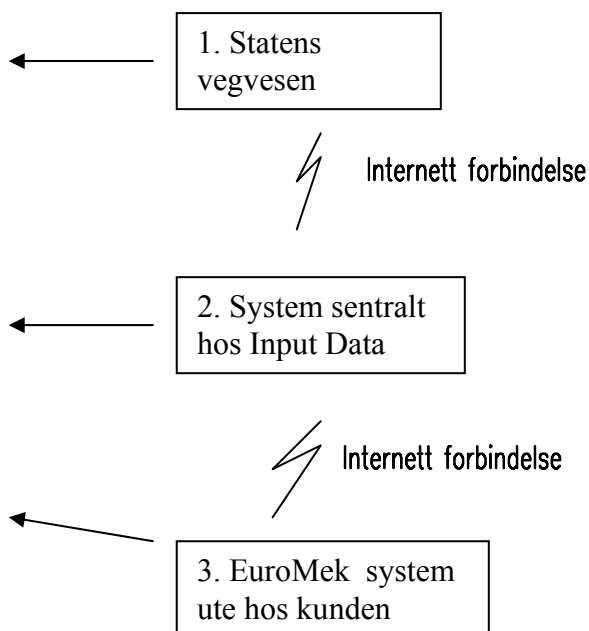 1. Statens
vegvesen
Internett forbindelse
2. System sentralt
hos Input Data
Internett forbindelse
3. EuroMek  system
ute hos kunden